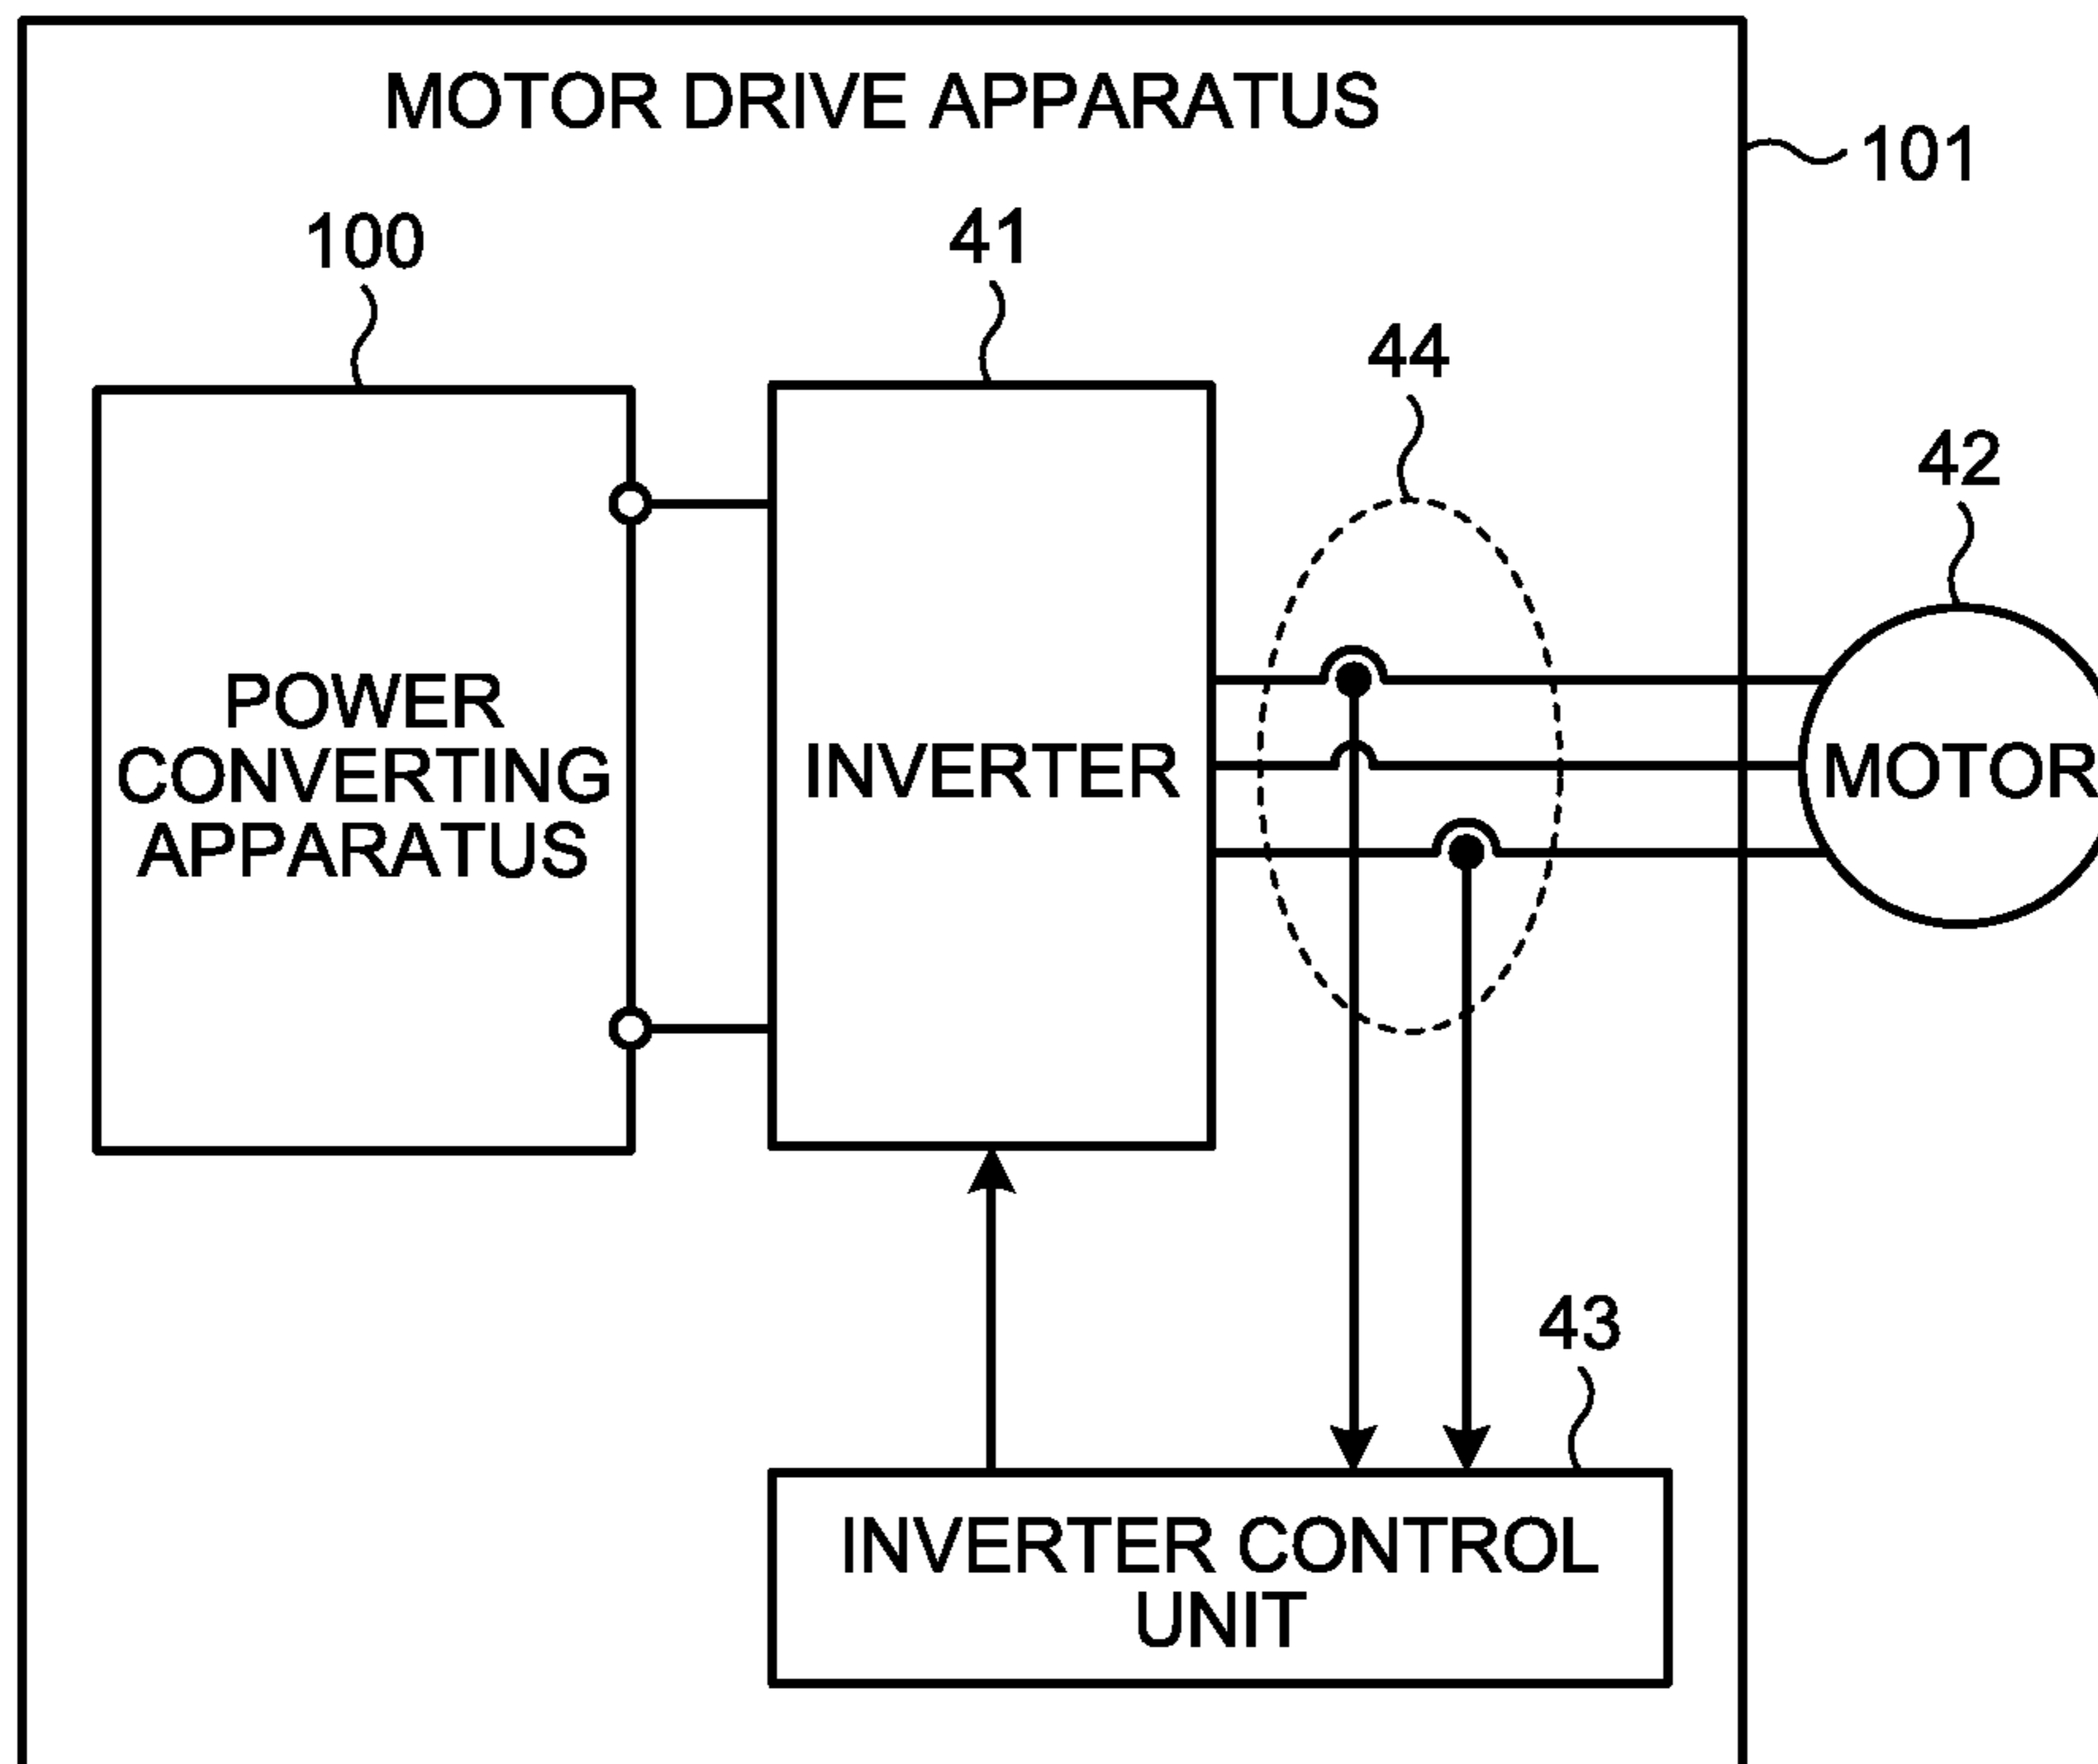 MOTOR DRIVE APPARATUS
101
100
41
44
42
POWER
CONVERTING
APPARATUS
INVERTER
MOTOR
43
INVERTER CONTROL
UNIT